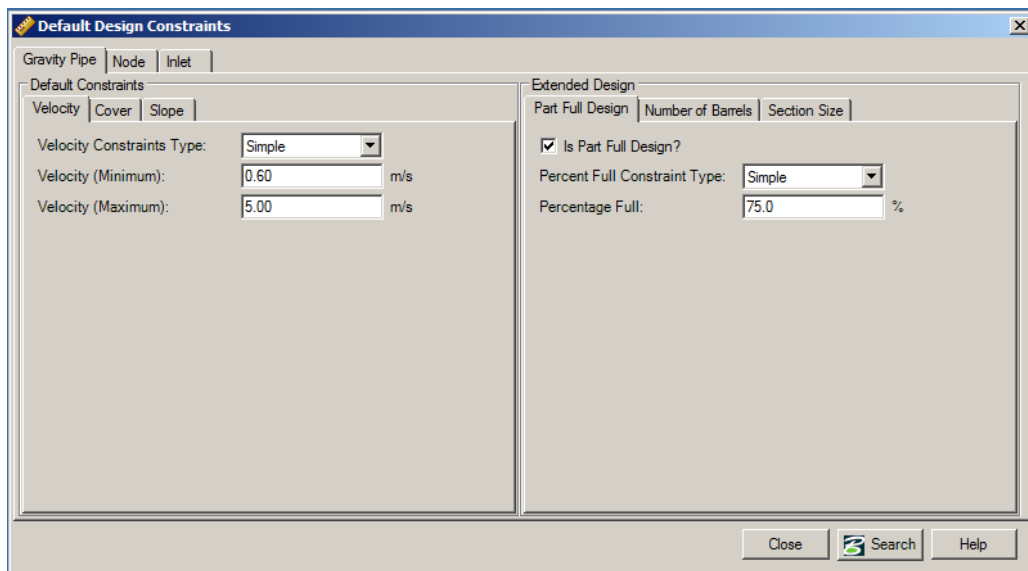 Default Design Constraints
Gravity Pipe Node Inlet
Default Constraints
Velocity Cover Slope
Velocity Constraints Type: Simple
Velocity (Minimum): 0.60 m/s
Velocity (Maximum): 5.00 m/s
Extended Design
Part Full Design Number of Barrels Section Size
Is Part Full Design?
Percent Full Constraint Type: Simple
Percentage Full: 75.0 %
Close Search Help